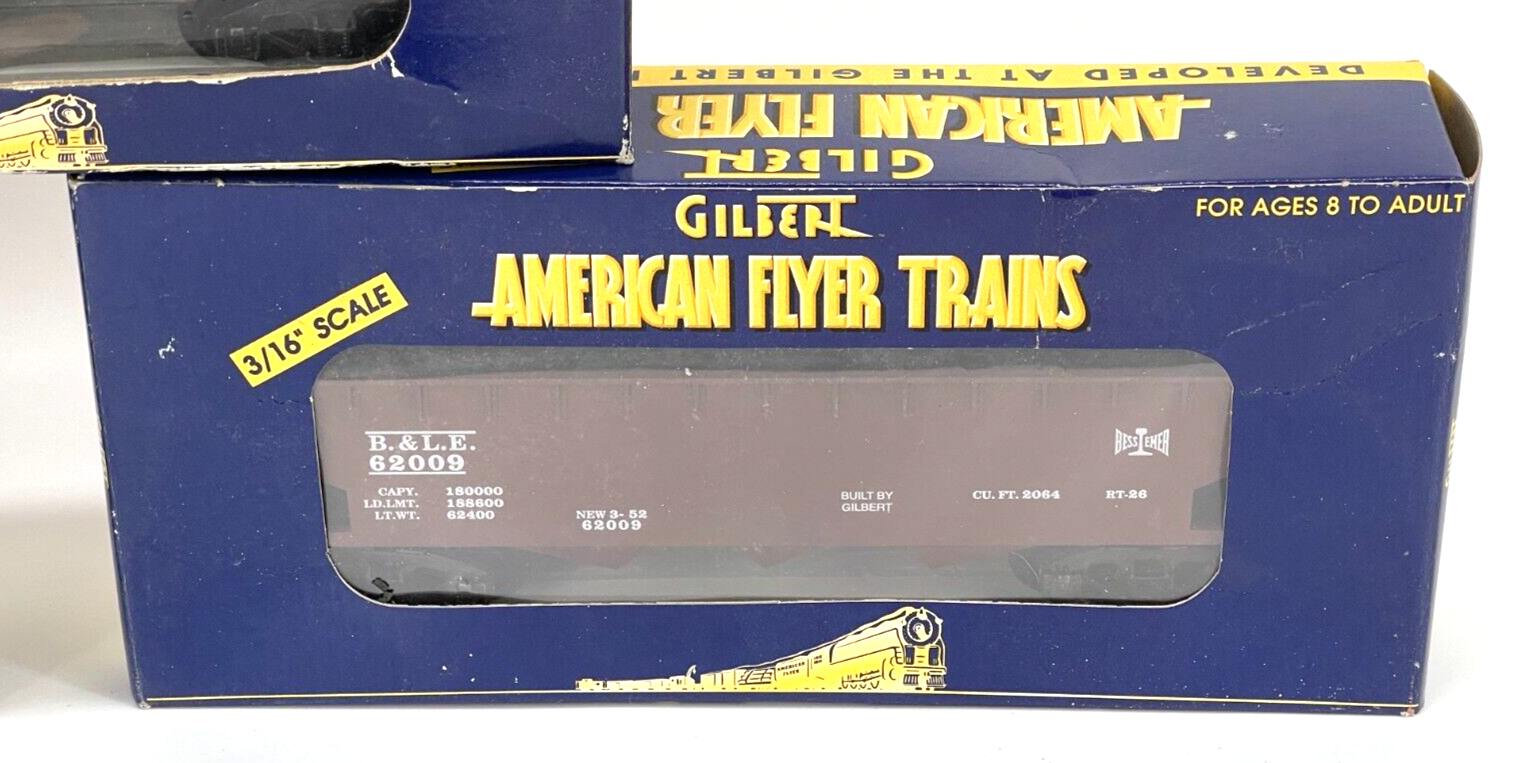 DEVELOPED AT THE GILBERT
AMERICAN FLYER
GILBERT
GILBERT
FOR AGES 8 TO ADULT
AMERICAN FLYER TRAINS
3/16" SCALE
B. & L.E.
62009
CAPY. 180000
LD.LMT. 188600
LT.WT. 62400
NEW 3-52
62009
BUILT BY
GILBERT
CU. FT. 2064
RT-26
BESSEMER
AMERICAN
FLYER